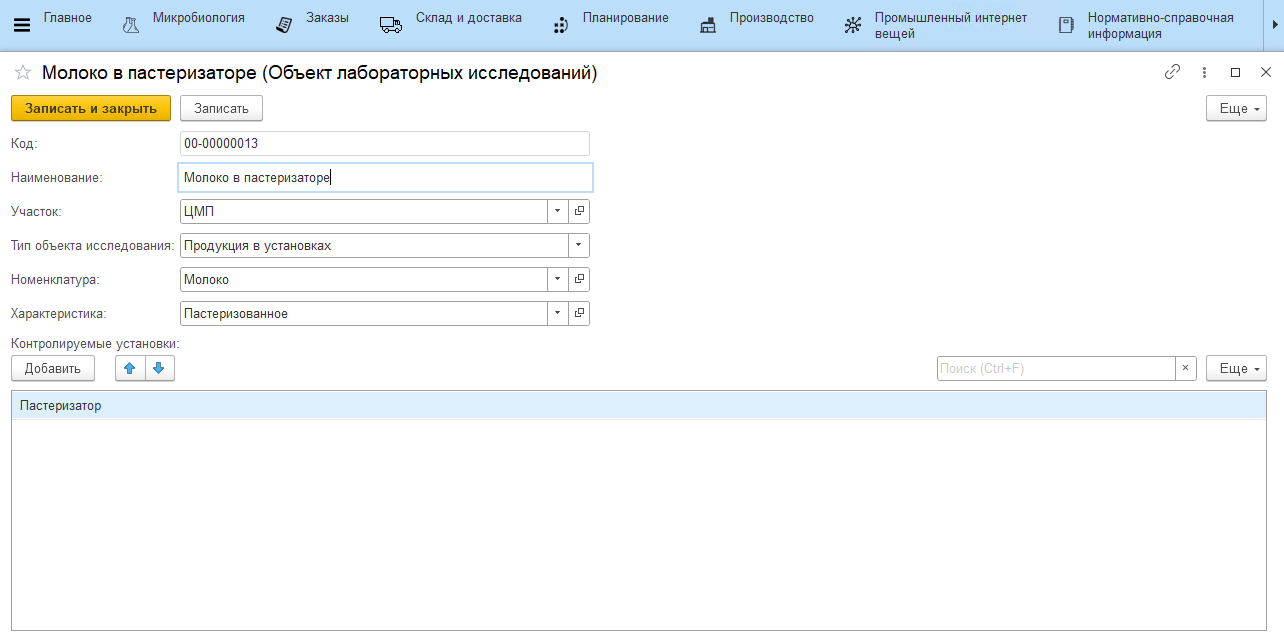 Главное
Микробиология
Заказы
Склад и доставка
Планирование
Производство
Промышленный интернет
вещей
Нормативно-справочная
информация
Молоко в пастеризаторе (Объект лабораторных исследований)
Записать и закрыть
Записать
Еще
Код:
00-00000013
Наименование:
Молоко в пастеризаторе
Участок:
ЦМП
Тип объекта исследования:
Продукция в установках
Номенклатура:
Молоко
Характеристика:
Пастеризованное
Контролируемые установки:
Добавить
Поиск (Ctrl+F)
×
Еще
Пастеризатор